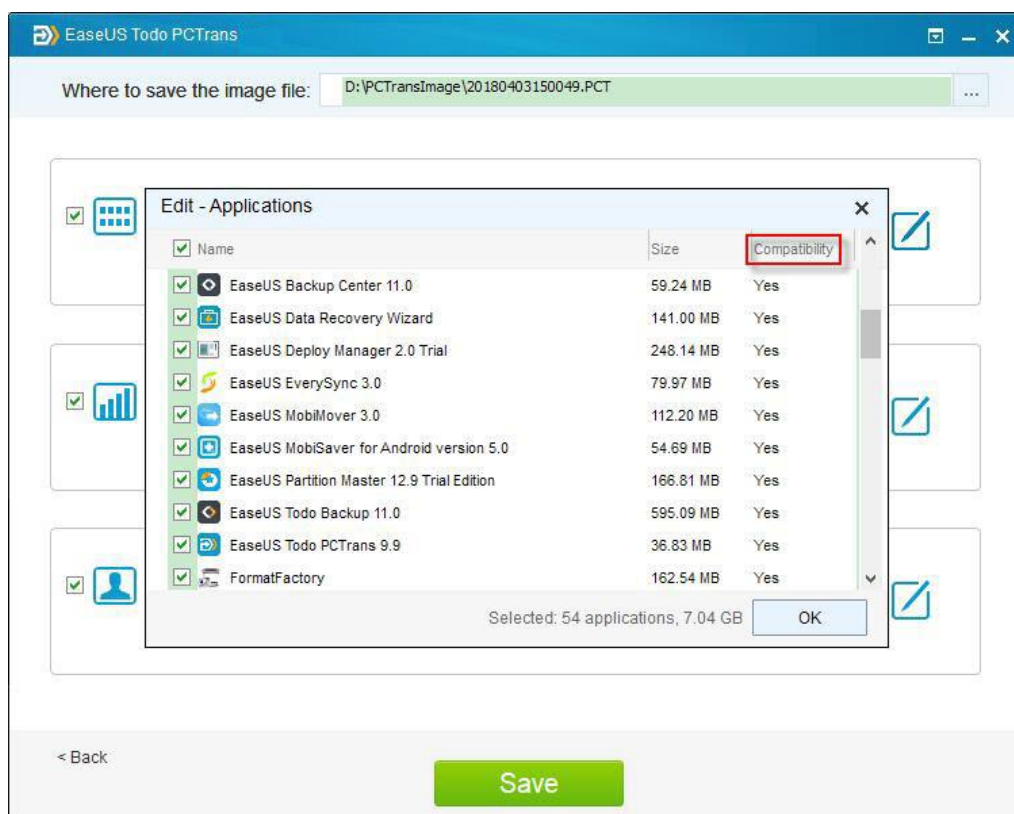 EaseUS Todo PCTrans
Where to save the image file: D:\PCTransImage\20180403150049.PCT ...
Edit - Applications
Name Size Compatibility
EaseUS Backup Center 11.0 59.24 MB Yes
EaseUS Data Recovery Wizard 141.00 MB Yes
EaseUS Deploy Manager 2.0 Trial 248.14 MB Yes
EaseUS EverySync 3.0 79.97 MB Yes
EaseUS MobiMover 3.0 112.20 MB Yes
EaseUS MobiSaver for Android version 5.0 54.69 MB Yes
EaseUS Partition Master 12.9 Trial Edition 166.81 MB Yes
EaseUS Todo Backup 11.0 595.09 MB Yes
EaseUS Todo PCTrans 9.9 36.83 MB Yes
FormatFactory 162.54 MB Yes
Selected: 54 applications, 7.04 GB OK
< Back
Save